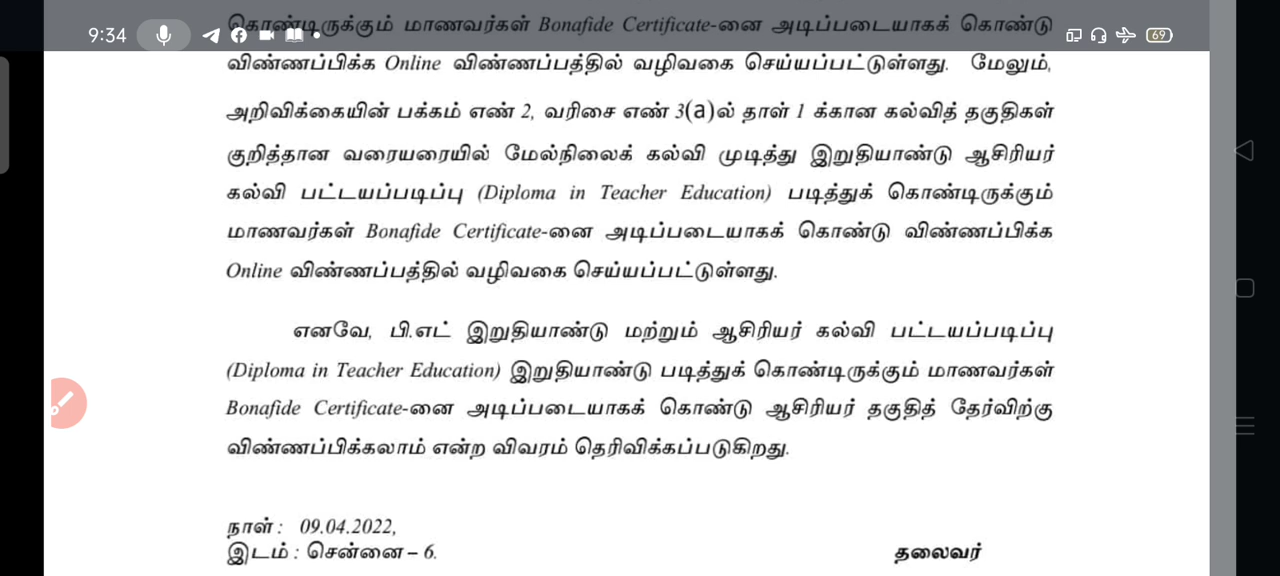 9:34
69
கொண்டிருக்கும் மாணவர்கள் Bonafide Certificate-னை அடிப்படையாகக் கொண்டு
விண்ணப்பிக்க Online விண்ணப்பத்தில் வழிவகை செய்யப்பட்டுள்ளது. மேலும்,
அறிவிக்கையின் பக்கம் எண் 2, வரிசை எண் 3(a)ல் தாள் 1 க்கான கல்வித் தகுதிகள்
குறித்தான வரையரையில் மேல்நிலைக் கல்வி முடித்து இறுதியாண்டு ஆசிரியர்
கல்வி பட்டயப்படிப்பு (Diploma in Teacher Education) படித்துக் கொண்டிருக்கும்
மாணவர்கள் Bonafide Certificate-னை அடிப்படையாகக் கொண்டு விண்ணப்பிக்க
Online விண்ணப்பத்தில் வழிவகை செய்யப்பட்டுள்ளது.
எனவே, பி.எட் இறுதியாண்டு மற்றும் ஆசிரியர் கல்வி பட்டயப்படிப்பு
(Diploma in Teacher Education) இறுதியாண்டு படித்துக் கொண்டிருக்கும் மாணவர்கள்
Bonafide Certificate-னை அடிப்படையாகக் கொண்டு ஆசிரியர் தகுதித் தேர்விற்கு
விண்ணப்பிக்கலாம் என்ற விவரம் தெரிவிக்கப்படுகிறது.
நாள் : 09.04.2022,
இடம் : சென்னை – 6.
தலைவர்